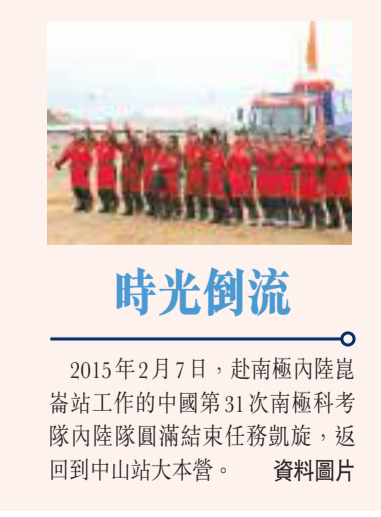 時光倒流
2015年2月7日，赴南極內陸崑
崙站工作的中國第31次南極科考
隊內陸隊圓滿結束任務凱旋，返
回到中山站大本營。 資料圖片